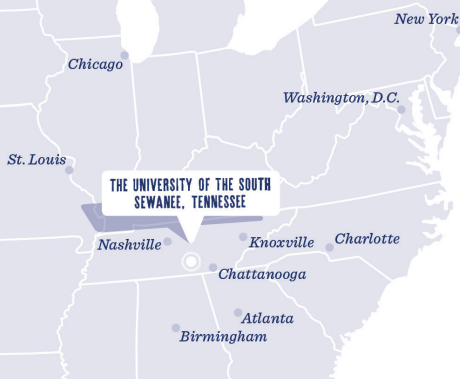 New York
Chicago
Washington, D.C.
St. Louis
THE UNIVERSITY OF THE SOUTH
SEWANEE, TENNESSEE
Nashville
Knoxville
Charlotte
Chattanooga
Atlanta
Birmingham